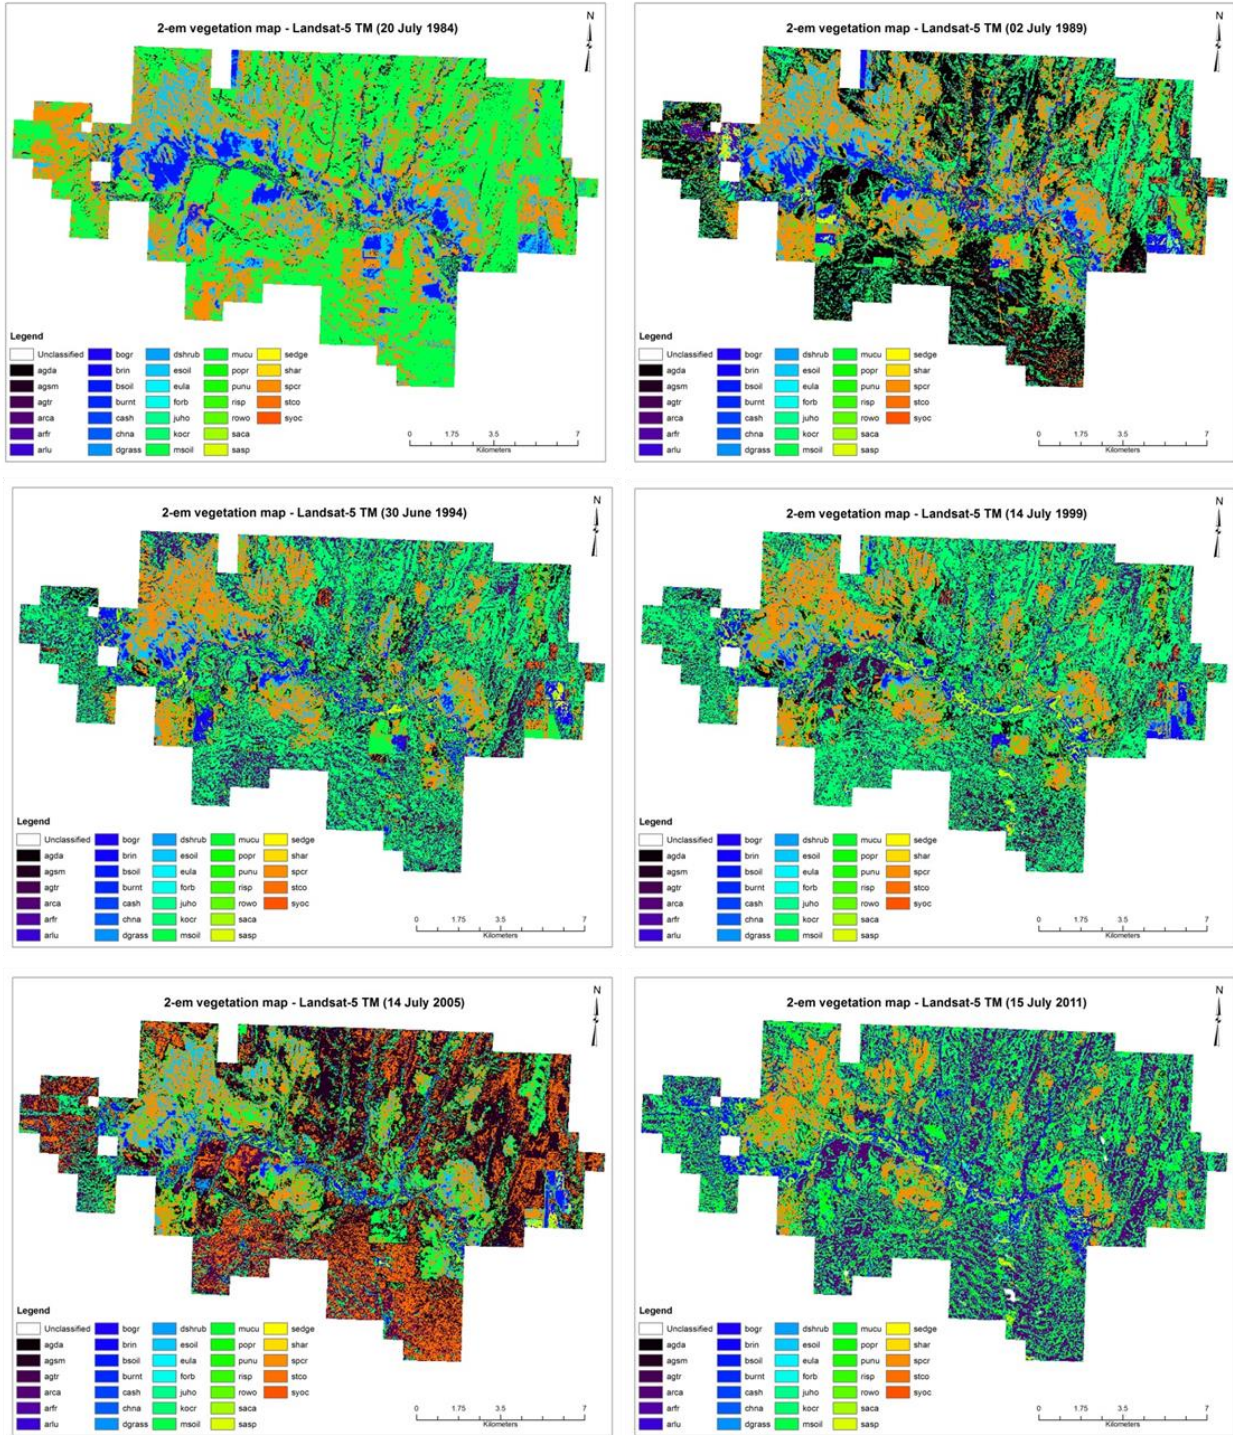 2-em vegetation map - Landsat-5 TM (20 July 1984)
N
Legend
Unclassified bogr dshrub mucu sedge
agda brin esoil popr shar
agsm bsoil eula punu spcr
agtr burnt forb risp stco
arca cash juho rowo syoc
arfr chna kocr saca
arlu dgrass msoil sasp
0 1.75 3.5 7
Kilometers
2-em vegetation map - Landsat-5 TM (02 July 1989)
N
Legend
Unclassified bogr dshrub mucu sedge
agda brin esoil popr shar
agsm bsoil eula punu spcr
agtr burnt forb risp stco
arca cash juho rowo syoc
arfr chna kocr saca
arlu dgrass msoil sasp
0 1.75 3.5 7
Kilometers
2-em vegetation map - Landsat-5 TM (30 June 1994)
N
Legend
Unclassified bogr dshrub mucu sedge
agda brin esoil popr shar
agsm bsoil eula punu spcr
agtr burnt forb risp stco
arca cash juho rowo syoc
arfr chna kocr saca
arlu dgrass msoil sasp
0 1.75 3.5 7
Kilometers
2-em vegetation map - Landsat-5 TM (14 July 1999)
N
Legend
Unclassified bogr dshrub mucu sedge
agda brin esoil popr shar
agsm bsoil eula punu spcr
agtr burnt forb risp stco
arca cash juho rowo syoc
arfr chna kocr saca
arlu dgrass msoil sasp
0 1.75 3.5 7
Kilometers
2-em vegetation map - Landsat-5 TM (14 July 2005)
N
Legend
Unclassified bogr dshrub mucu sedge
agda brin esoil popr shar
agsm bsoil eula punu spcr
agtr burnt forb risp stco
arca cash juho rowo syoc
arfr chna kocr saca
arlu dgrass msoil sasp
0 1.75 3.5 7
Kilometers
2-em vegetation map - Landsat-5 TM (15 July 2011)
N
Legend
Unclassified bogr dshrub mucu sedge
agda brin esoil popr shar
agsm bsoil eula punu spcr
agtr burnt forb risp stco
arca cash juho rowo syoc
arfr chna kocr saca
arlu dgrass msoil sasp
0 1.75 3.5 7
Kilometers